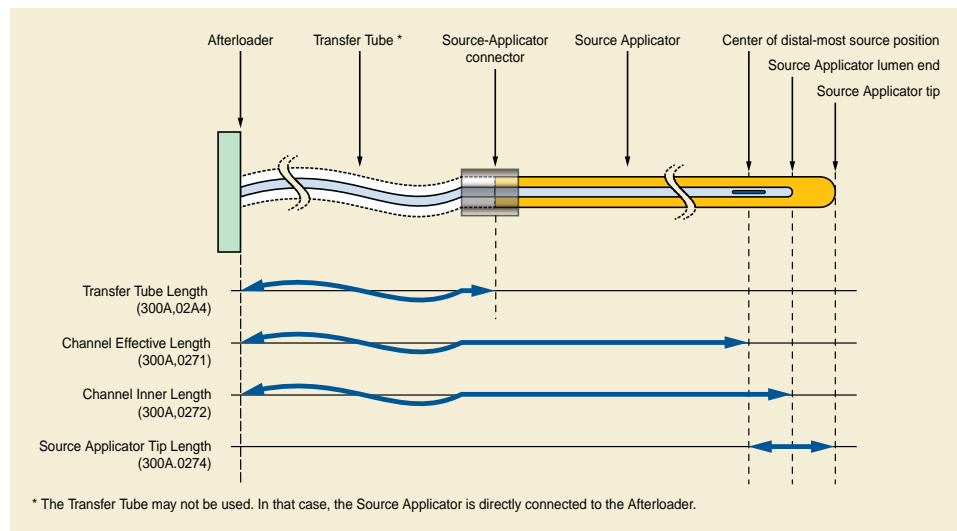 Afterloader
Transfer Tube *
Source-Applicator
connector
Source Applicator
Center of distal-most source position
Source Applicator lumen end
Source Applicator tip
Transfer Tube Length
(300A,02A4)
Channel Effective Length
(300A,0271)
Channel Inner Length
(300A,0272)
Source Applicator Tip Length
(300A.0274)
* The Transfer Tube may not be used. In that case, the Source Applicator is directly connected to the Afterloader.